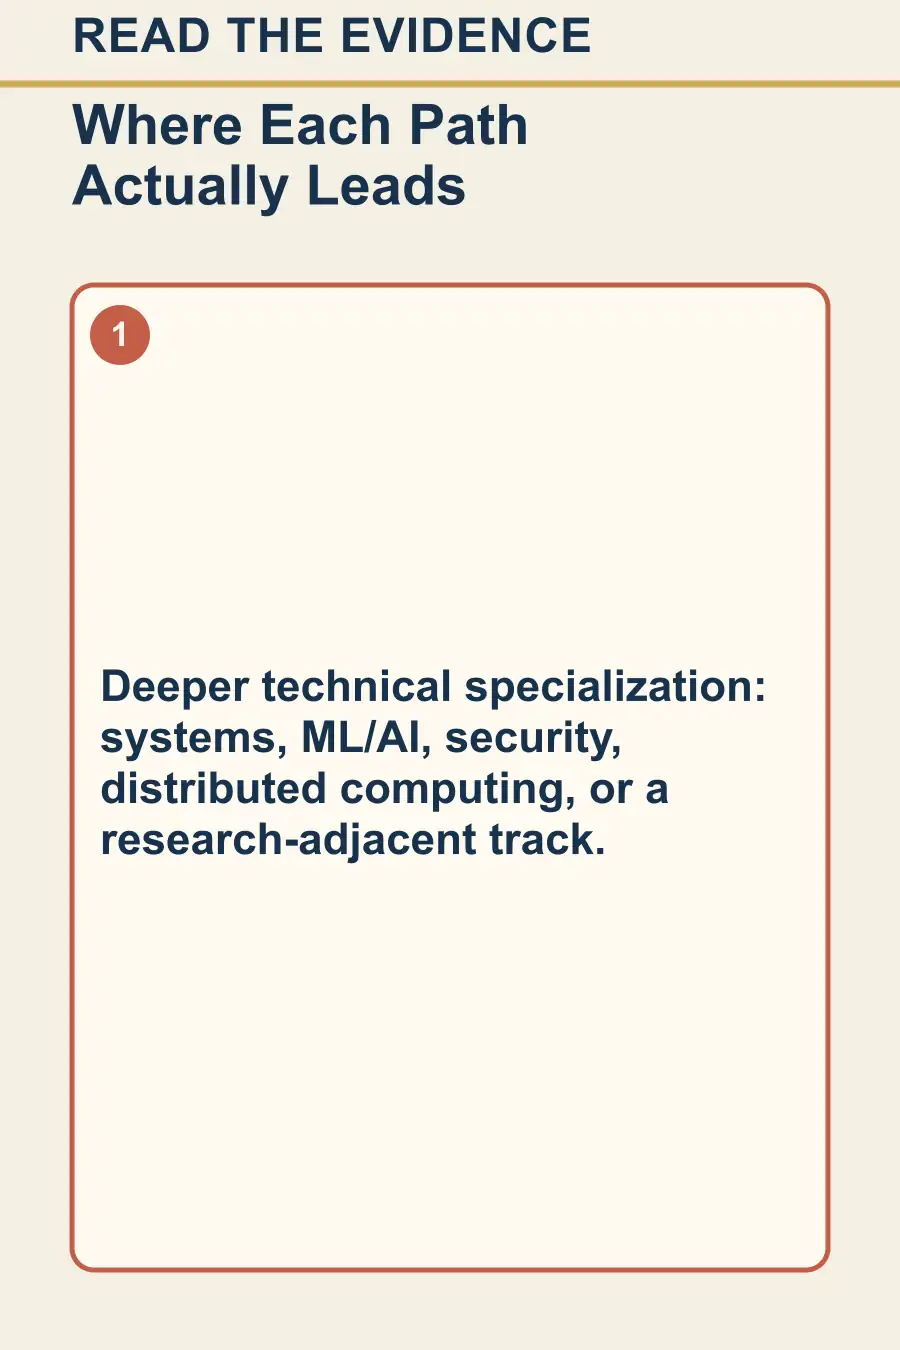 READ THE EVIDENCE
Where Each Path
Actually Leads
1
Deeper technical specialization:
systems, ML/AI, security,
distributed computing, or a
research-adjacent track.